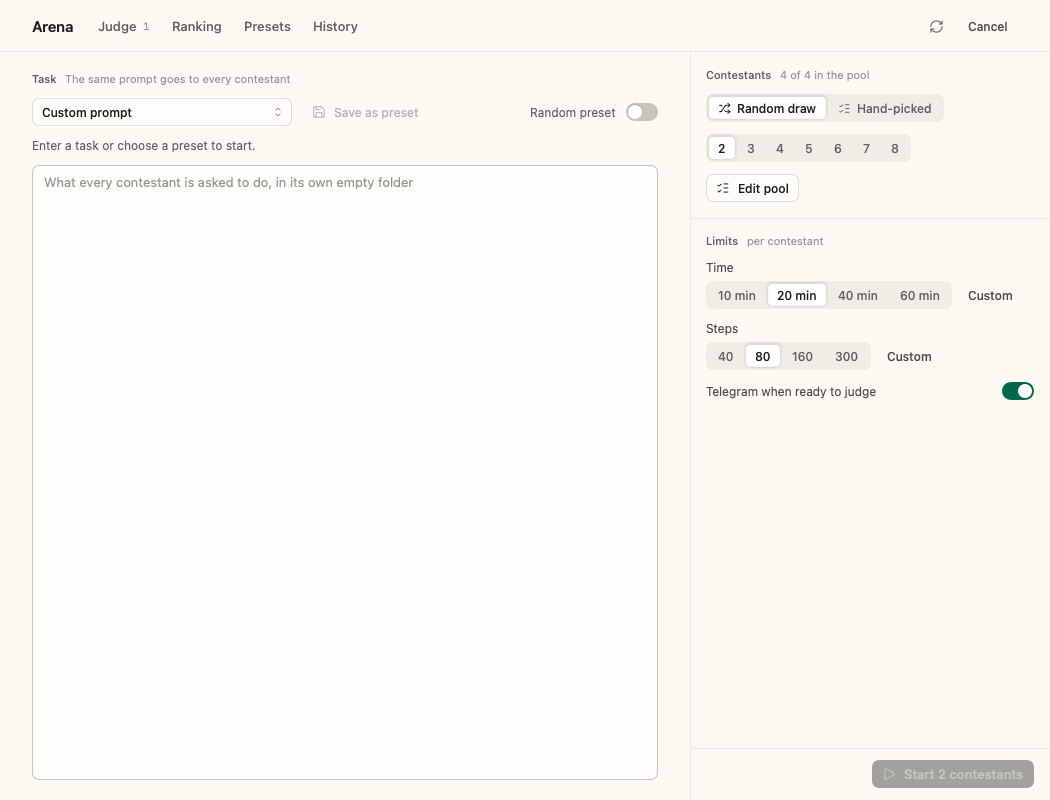 Arena Judge 1 Ranking Presets History Cancel
Task The same prompt goes to every contestant
Custom prompt Save as preset Random preset
Enter a task or choose a preset to start.
What every contestant is asked to do, in its own empty folder
Contestants 4 of 4 in the pool
Random draw Hand-picked
2 3 4 5 6 7 8
Edit pool
Limits per contestant
Time
10 min 20 min 40 min 60 min Custom
Steps
40 80 160 300 Custom
Telegram when ready to judge
Start 2 contestants